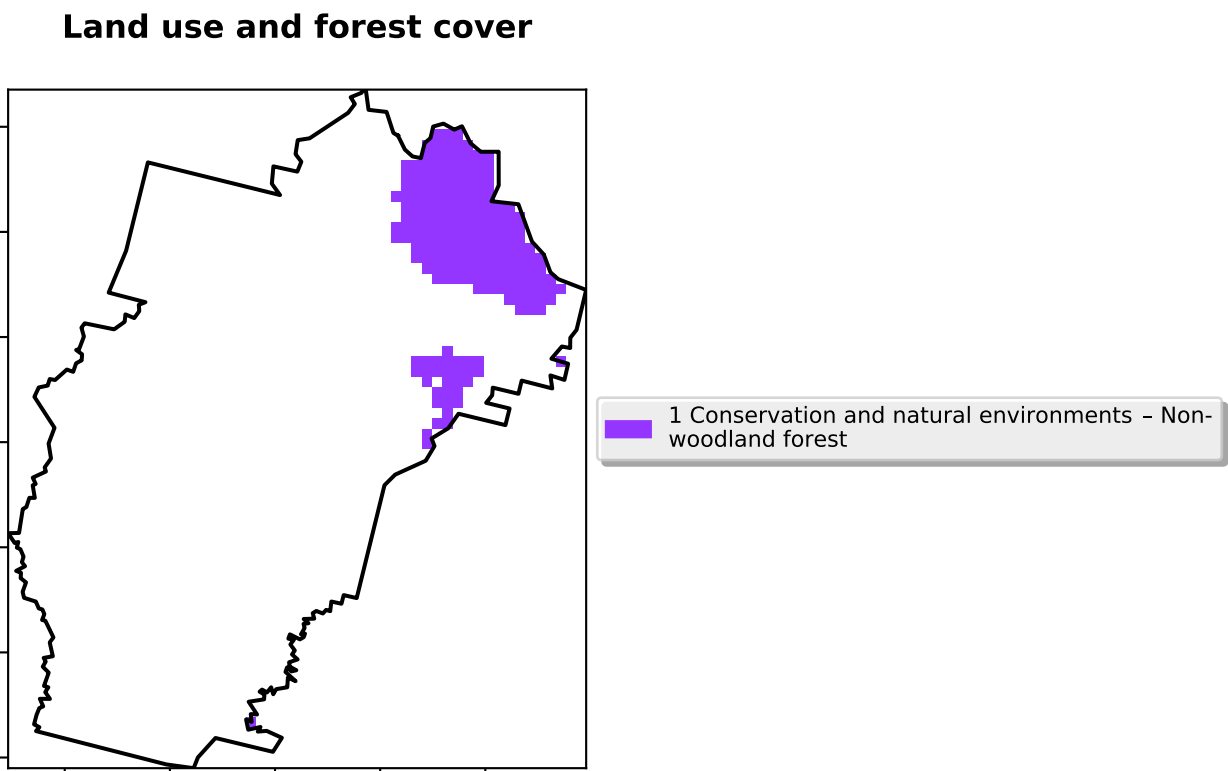 Land use and forest cover
1 Conservation and natural environments – Non-
woodland forest